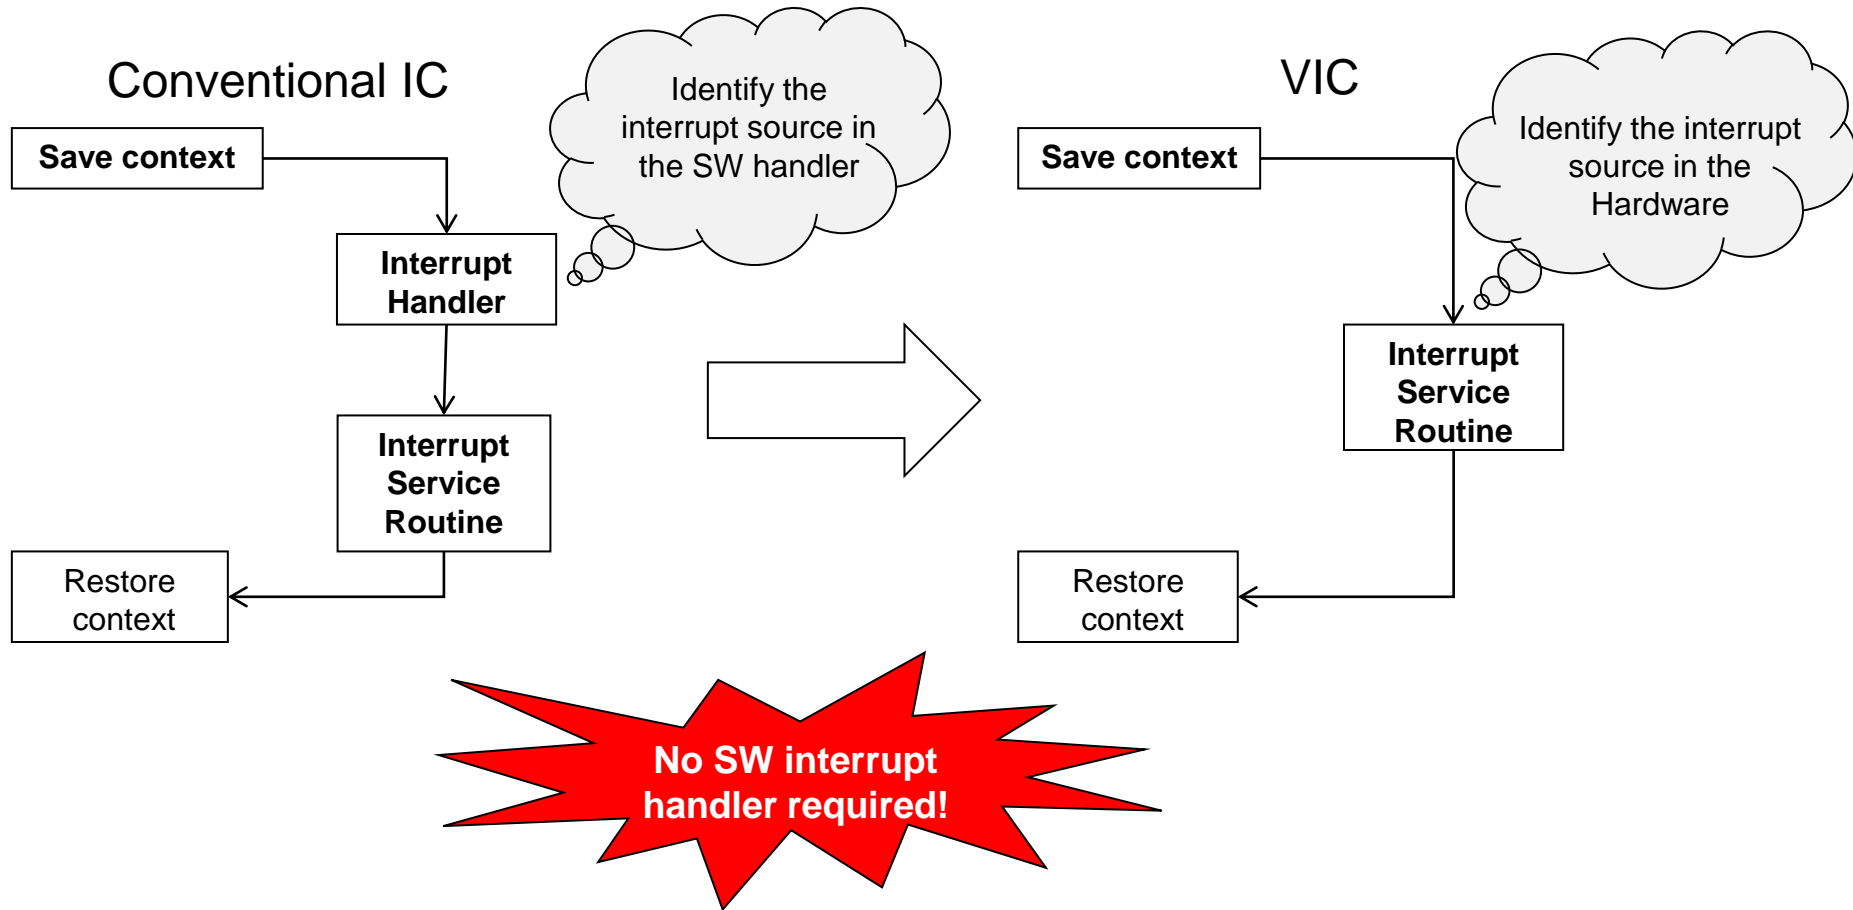 Conventional IC
Identify the
interrupt source in
the SW handler
Save context
Interrupt
Handler
Interrupt
Service
Routine
Restore
context
VIC
Identify the interrupt
source in the
Hardware
Save context
Interrupt
Service
Routine
Restore
context
No SW interrupt
handler required!